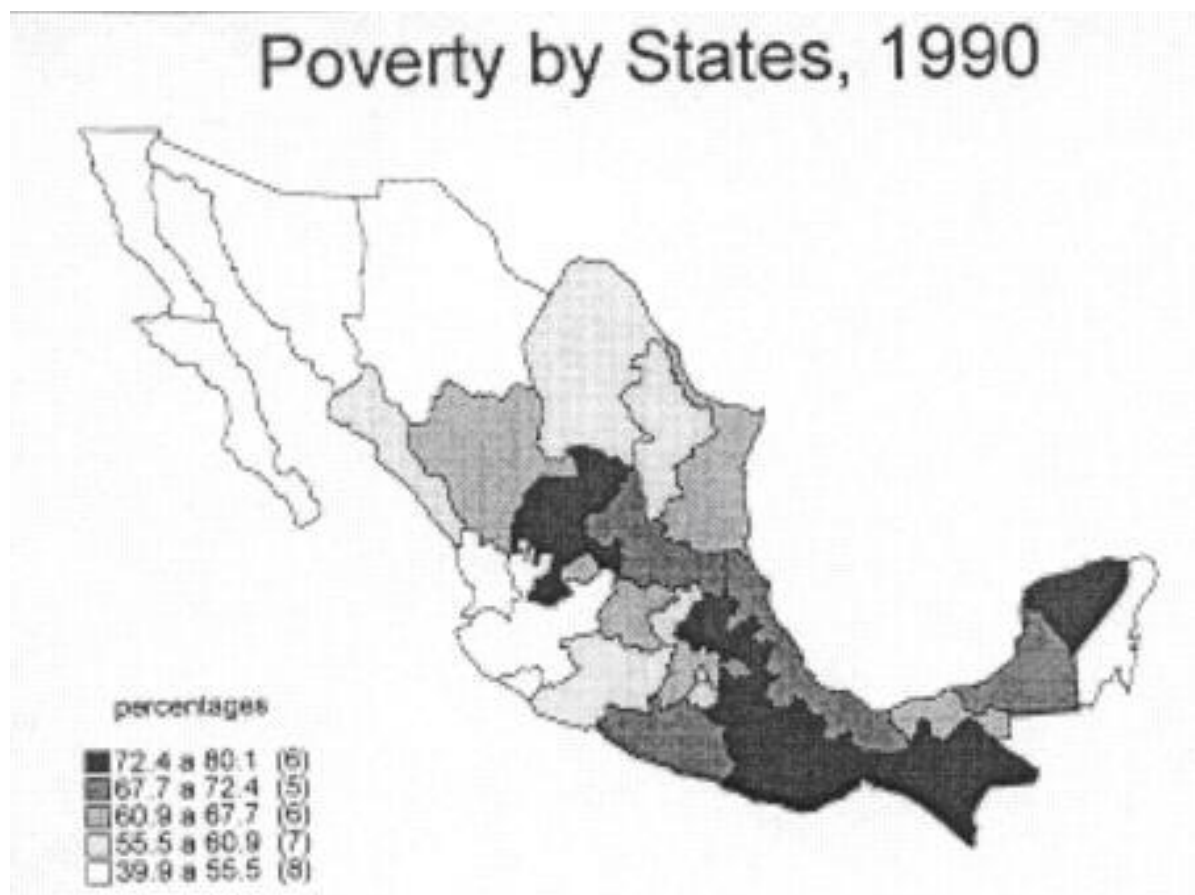 Poverty by States, 1990
percentages
72.4 a 80.1 (6)
67.7 a 72.4 (5)
60.9 a 67.7 (6)
55.5 a 60.9 (7)
39.9 a 55.5 (8)